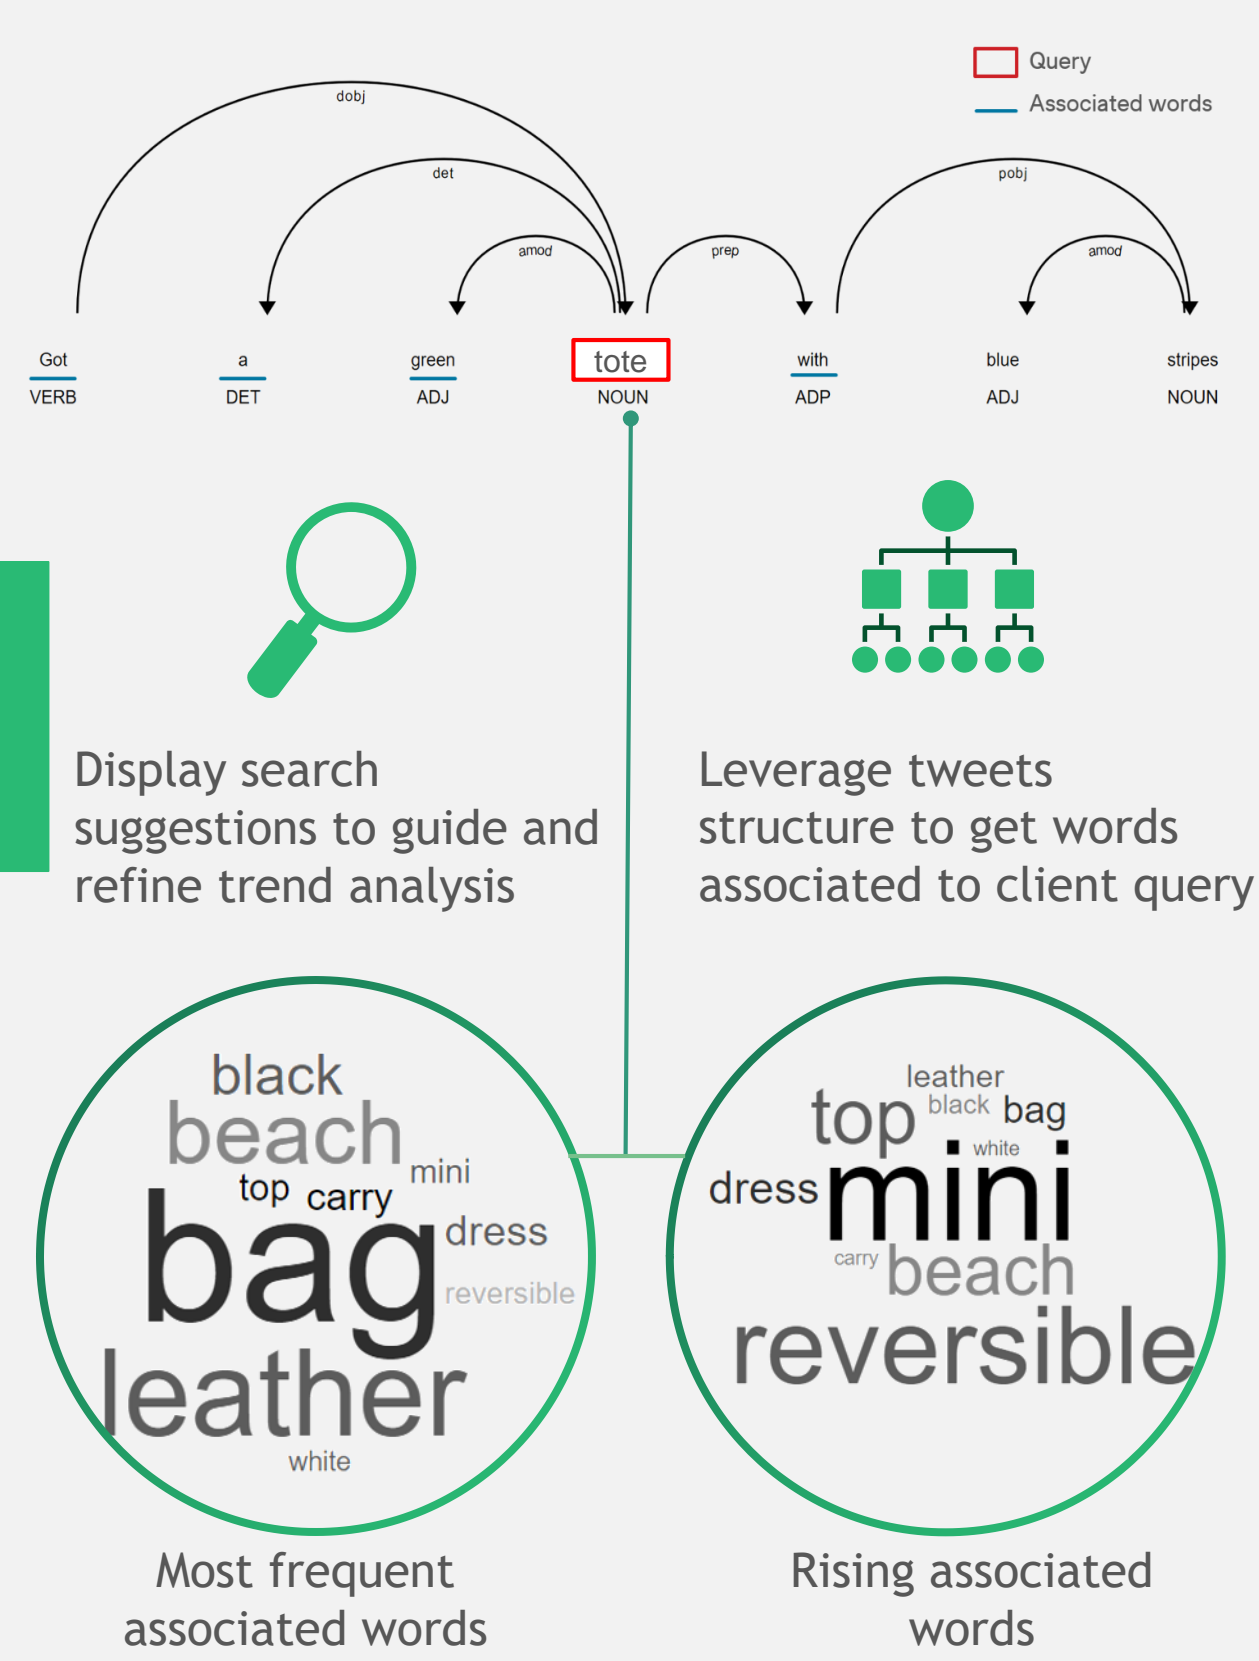 Query
Associated words
dobj
det
pobj
amod
prep
amod
Got a green tote with blue stripes
VERB DET ADJ NOUN ADP ADJ NOUN
Display search
suggestions to guide and
refine trend analysis
Leverage tweets
structure to get words
associated to client query
black
beach
mini
top carry
bag
dress
reversible
leather
white
Most frequent
associated words
leather
top
black
bag
white
dress
mini
carry
beach
reversible
Rising associated
words